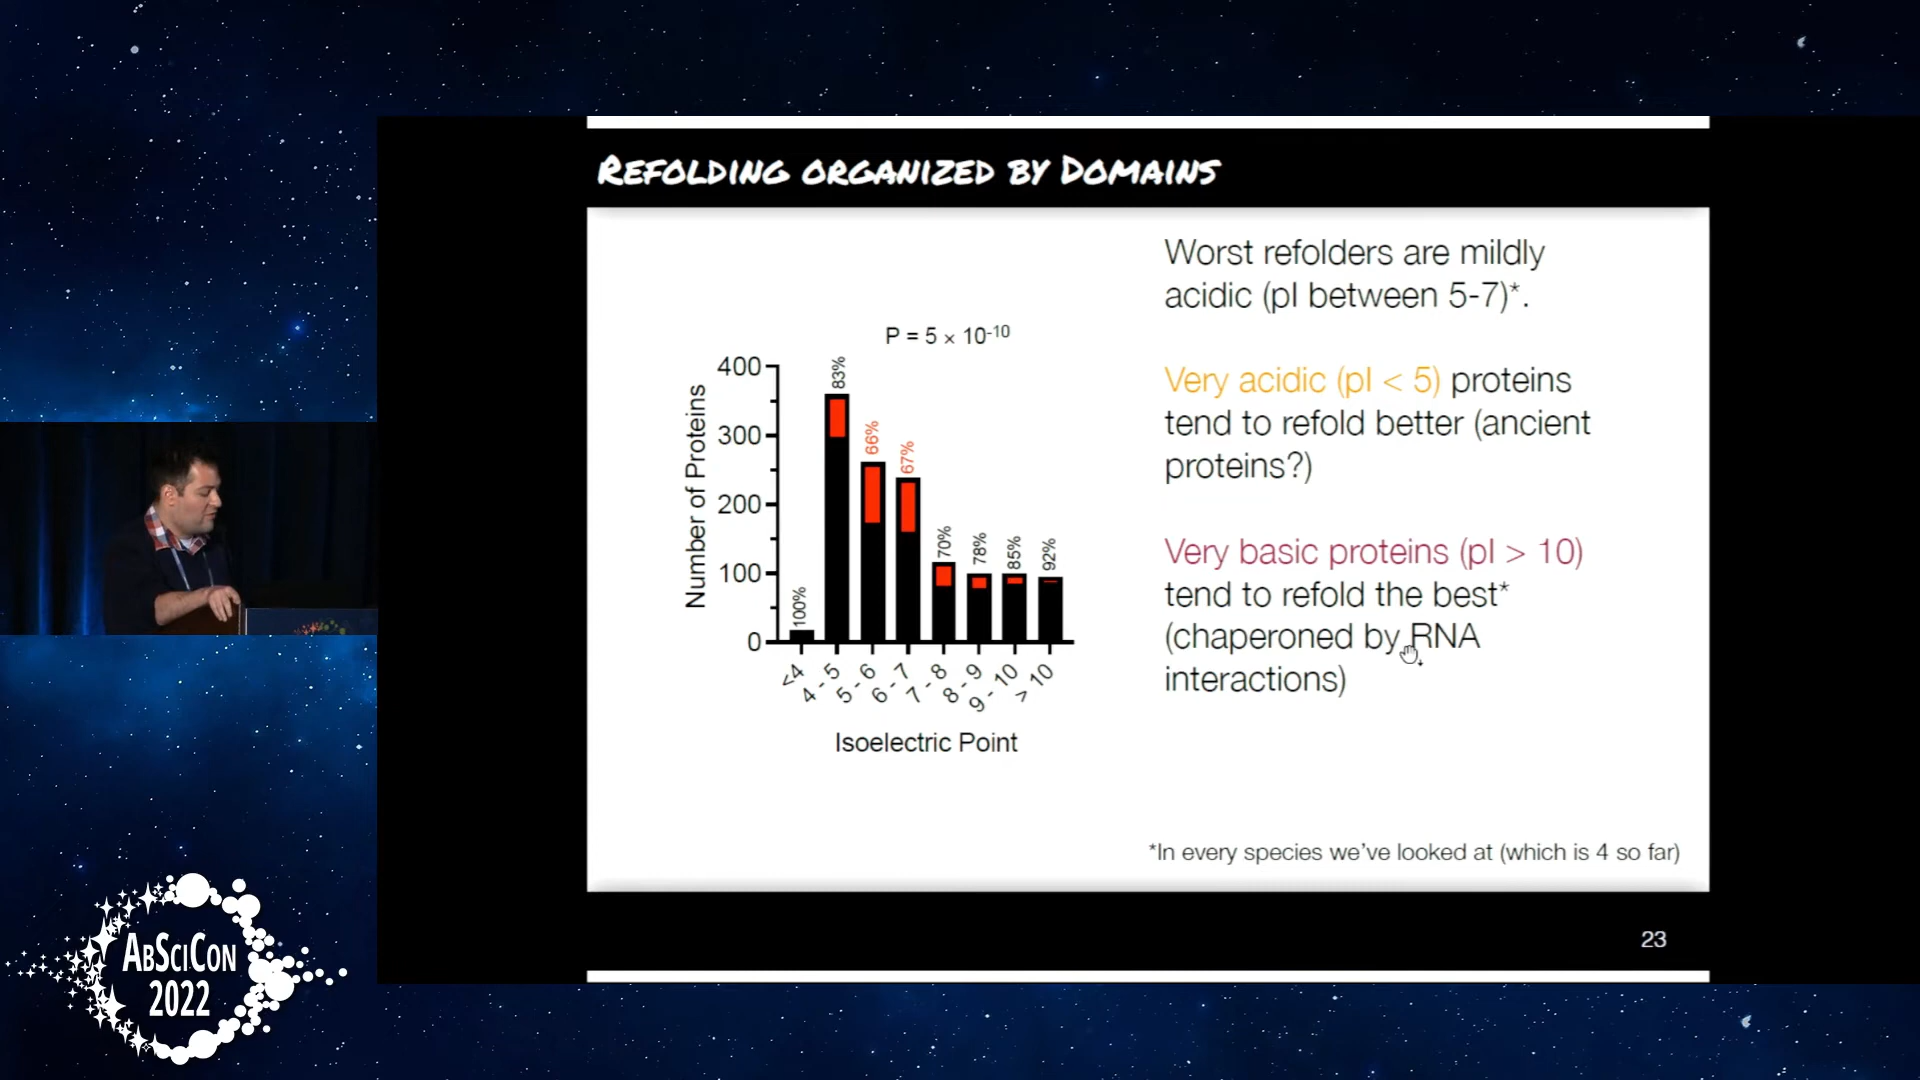 REFOLDING ORGANIZED BY DOMAINS
Worst refolders are mildly
acidic (pI between 5-7)*.
Very acidic (pI < 5) proteins
tend to refold better (ancient
proteins?)
Very basic proteins (pI > 10)
tend to refold the best*
(chaperoned by RNA
interactions)
P = 5 × 10⁻¹⁰
Number of Proteins
400
300
200
100
0
100%
83%
66%
67%
70%
78%
85%
92%
<4
4 - 5
5 - 6
6 - 7
7 - 8
8 - 9
9 - 10
> 10
Isoelectric Point
*In every species we've looked at (which is 4 so far)
23
ABSCICON
2022